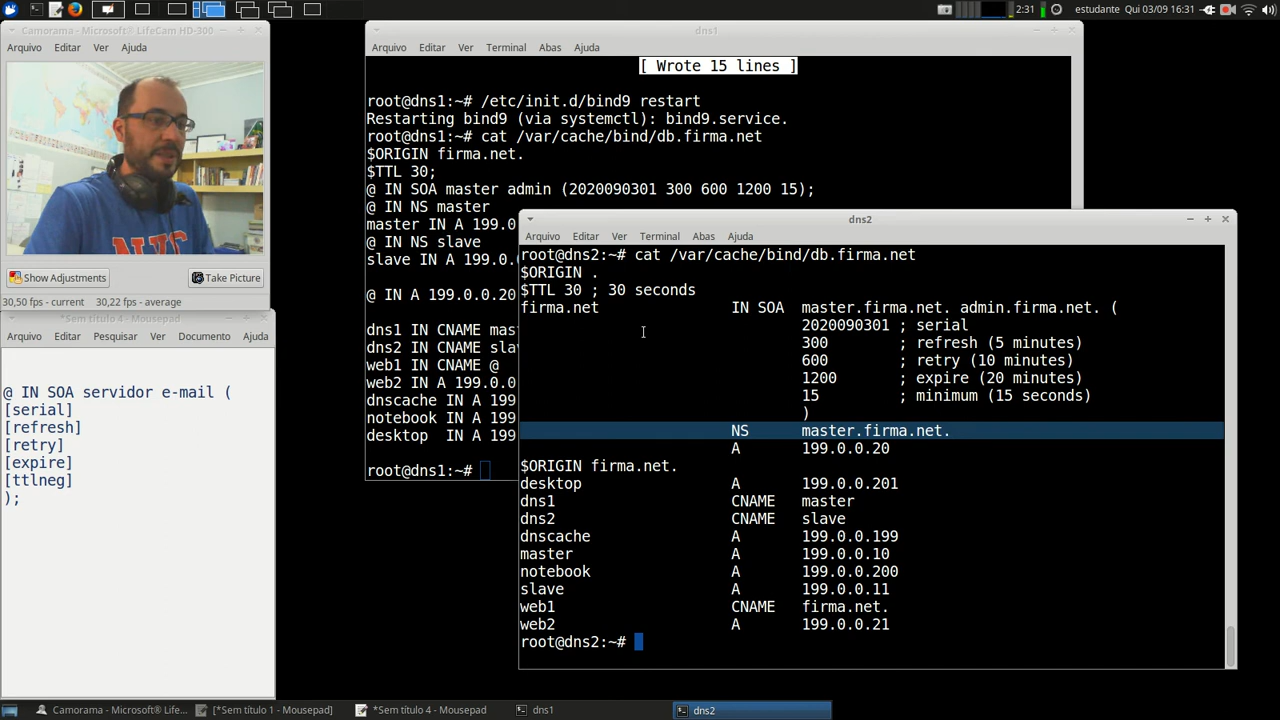 estudante Qui 03/09 16:31
2:31
Camorama - Microsoft® LifeCam HD-300
Arquivo Editar Ver Ajuda
Show Adjustments
Take Picture
30,50 fps - current 30,22 fps - average
*Sem título 4 - Mousepad
Arquivo Editar Pesquisar Ver Documento Ajuda
@ IN SOA servidor e-mail (
[serial]
[refresh]
[retry]
[expire]
[ttlneg]
);
dns1
Arquivo Editar Ver Terminal Abas Ajuda
[ Wrote 15 lines ]
root@dns1:~# /etc/init.d/bind9 restart
Restarting bind9 (via systemctl): bind9.service.
root@dns1:~# cat /var/cache/bind/db.firma.net
$ORIGIN firma.net.
$TTL 30;
@ IN SOA master admin (2020090301 300 600 1200 15);
@ IN NS master
master IN A 199.0.
@ IN NS slave
slave IN A 199.0.
@ IN A 199.0.0.20
dns1 IN CNAME mas
dns2 IN CNAME sla
web1 IN CNAME @
web2 IN A 199.0.0
dnscache IN A 199
notebook IN A 199
desktop  IN A 199
root@dns1:~#
dns2
Arquivo Editar Ver Terminal Abas Ajuda
root@dns2:~# cat /var/cache/bind/db.firma.net
$ORIGIN .
$TTL 30 ; 30 seconds
firma.net IN SOA master.firma.net. admin.firma.net. (
2020090301 ; serial
300 ; refresh (5 minutes)
600 ; retry (10 minutes)
1200 ; expire (20 minutes)
15 ; minimum (15 seconds)
)
NS master.firma.net.
A 199.0.0.20
$ORIGIN firma.net.
desktop A 199.0.0.201
dns1 CNAME master
dns2 CNAME slave
dnscache A 199.0.0.199
master A 199.0.0.10
notebook A 199.0.0.200
slave A 199.0.0.11
web1 CNAME firma.net.
web2 A 199.0.0.21
root@dns2:~#
Camorama - Microsoft® LifeC...
[*Sem título 1 - Mousepad]
*Sem título 4 - Mousepad
dns1
dns2